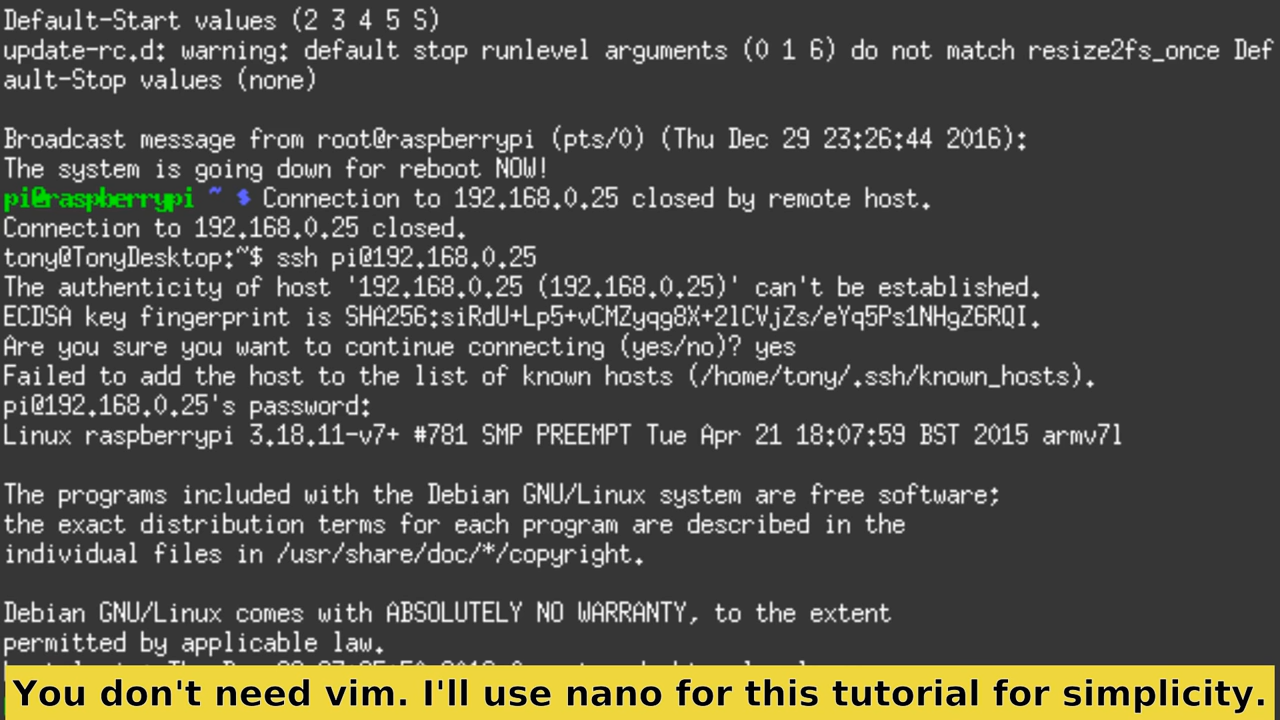 Default-Start values (2 3 4 5 S)
update-rc.d: warning: default stop runlevel arguments (0 1 6) do not match resize2fs_once Def
ault-Stop values (none)
Broadcast message from root@raspberrypi (pts/0) (Thu Dec 29 23:26:44 2016):
The system is going down for reboot NOW!
pi@raspberrypi ~ $ Connection to 192.168.0.25 closed by remote host.
Connection to 192.168.0.25 closed.
tony@TonyDesktop:~$ ssh pi@192.168.0.25
The authenticity of host '192.168.0.25 (192.168.0.25)' can't be established.
ECDSA key fingerprint is SHA256:siRdU+Lp5+vCMZyqg8X+2lCVjZs/eYq5Ps1NHgZ6RQI.
Are you sure you want to continue connecting (yes/no)? yes
Failed to add the host to the list of known hosts (/home/tony/.ssh/known_hosts).
pi@192.168.0.25's password:
Linux raspberrypi 3.18.11-v7+ #781 SMP PREEMPT Tue Apr 21 18:07:59 BST 2015 armv7l
The programs included with the Debian GNU/Linux system are free software;
the exact distribution terms for each program are described in the
individual files in /usr/share/doc/*/copyright.
Debian GNU/Linux comes with ABSOLUTELY NO WARRANTY, to the extent
permitted by applicable law.
You don't need vim. I'll use nano for this tutorial for simplicity.